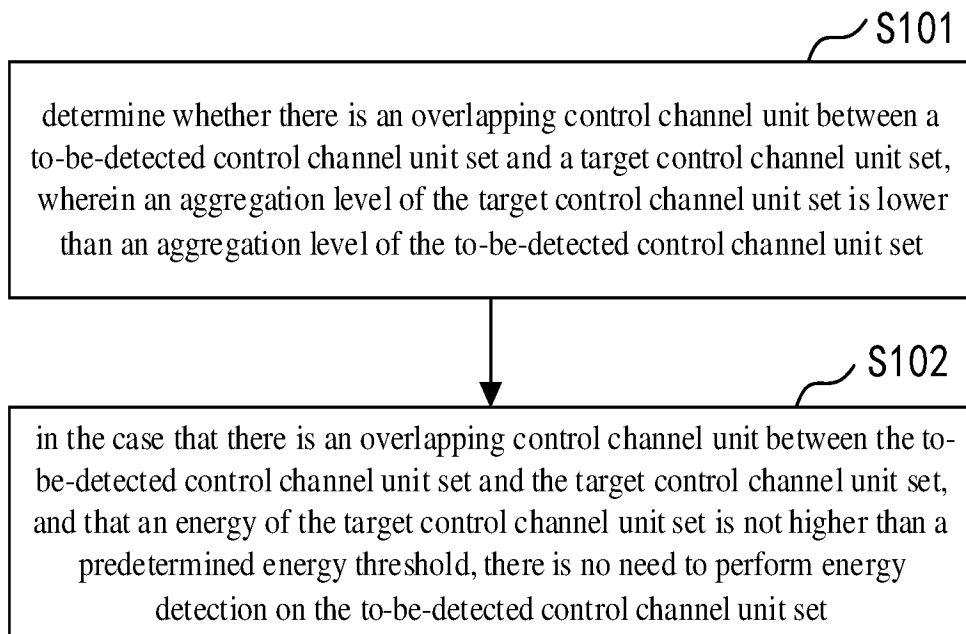 S101
determine whether there is an overlapping control channel unit between a
to-be-detected control channel unit set and a target control channel unit set,
wherein an aggregation level of the target control channel unit set is lower
than an aggregation level of the to-be-detected control channel unit set
S102
in the case that there is an overlapping control channel unit between the to-
be-detected control channel unit set and the target control channel unit set,
and that an energy of the target control channel unit set is not higher than a
predetermined energy threshold, there is no need to perform energy
detection on the to-be-detected control channel unit set